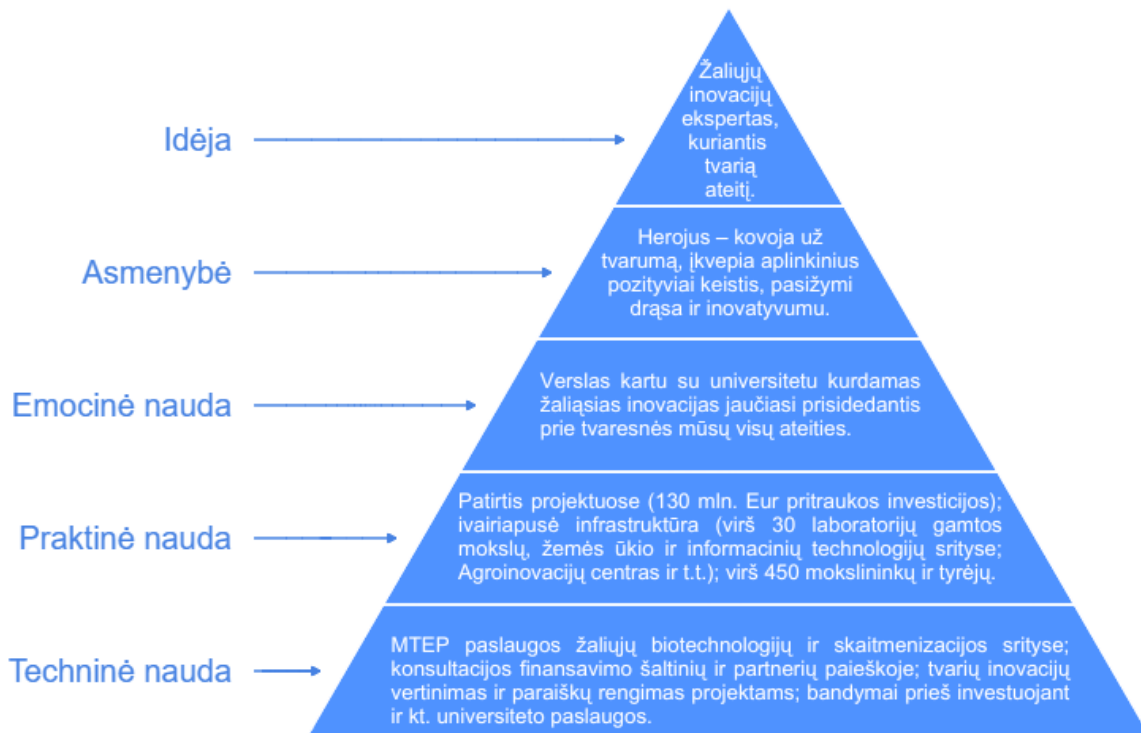 Idėja
Žaliųjų
inovacijų
ekspertas,
kuriantis
tvarią
ateitį.
Asmenybė
Herojus – kovoja už
tvarumą, įkvepia aplinkinius
pozityviai keistis, pasižymi
drąsa ir inovatyvumu.
Emocinė nauda
Verslas kartu su universitetu kurdamas
žaliąsias inovacijas jaučiasi prisidedantis
prie tvaresnės mūsų visų ateities.
Praktinė nauda
Patirtis projektuose (130 mln. Eur pritraukos investicijos);
ivairiapusė infrastruktūra (virš 30 laboratorijų gamtos
mokslų, žemės ūkio ir informacinių technologijų srityse;
Agroinovacijų centras ir t.t.); virš 450 mokslininkų ir tyrėjų.
Techninė nauda
MTEP paslaugos žaliųjų biotechnologijų ir skaitmenizacijos srityse;
konsultacijos finansavimo šaltinių ir partnerių paieškoje; tvarių inovacijų
vertinimas ir paraiškų rengimas projektams; bandymai prieš investuojant
ir kt. universiteto paslaugos.